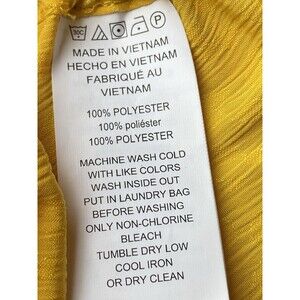 MADE IN VIETNAM
HECHO EN VIETNAM
FABRIQUÉ AU
VIETNAM
100% POLYESTER
100% poliéster
100% POLYESTER
MACHINE WASH COLD
WITH LIKE COLORS
WASH INSIDE OUT
PUT IN LAUNDRY BAG
BEFORE WASHING
ONLY NON-CHLORINE
BLEACH
TUMBLE DRY LOW
COOL IRON
OR DRY CLEAN